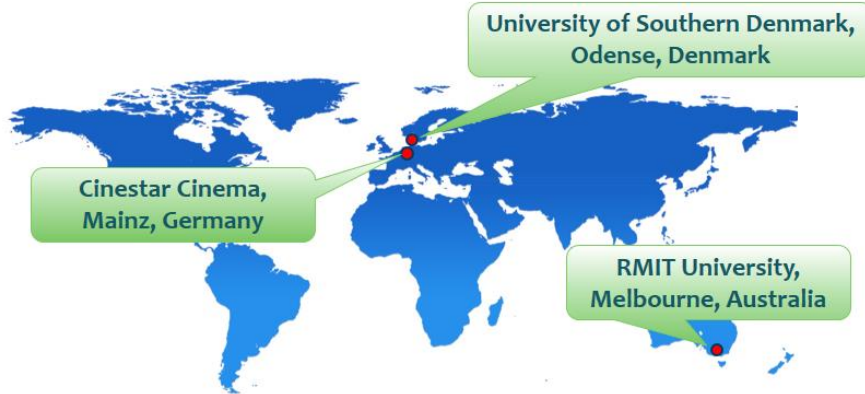 University of Southern Denmark,
Odense, Denmark
Cinestar Cinema,
Mainz, Germany
RMIT University,
Melbourne, Australia